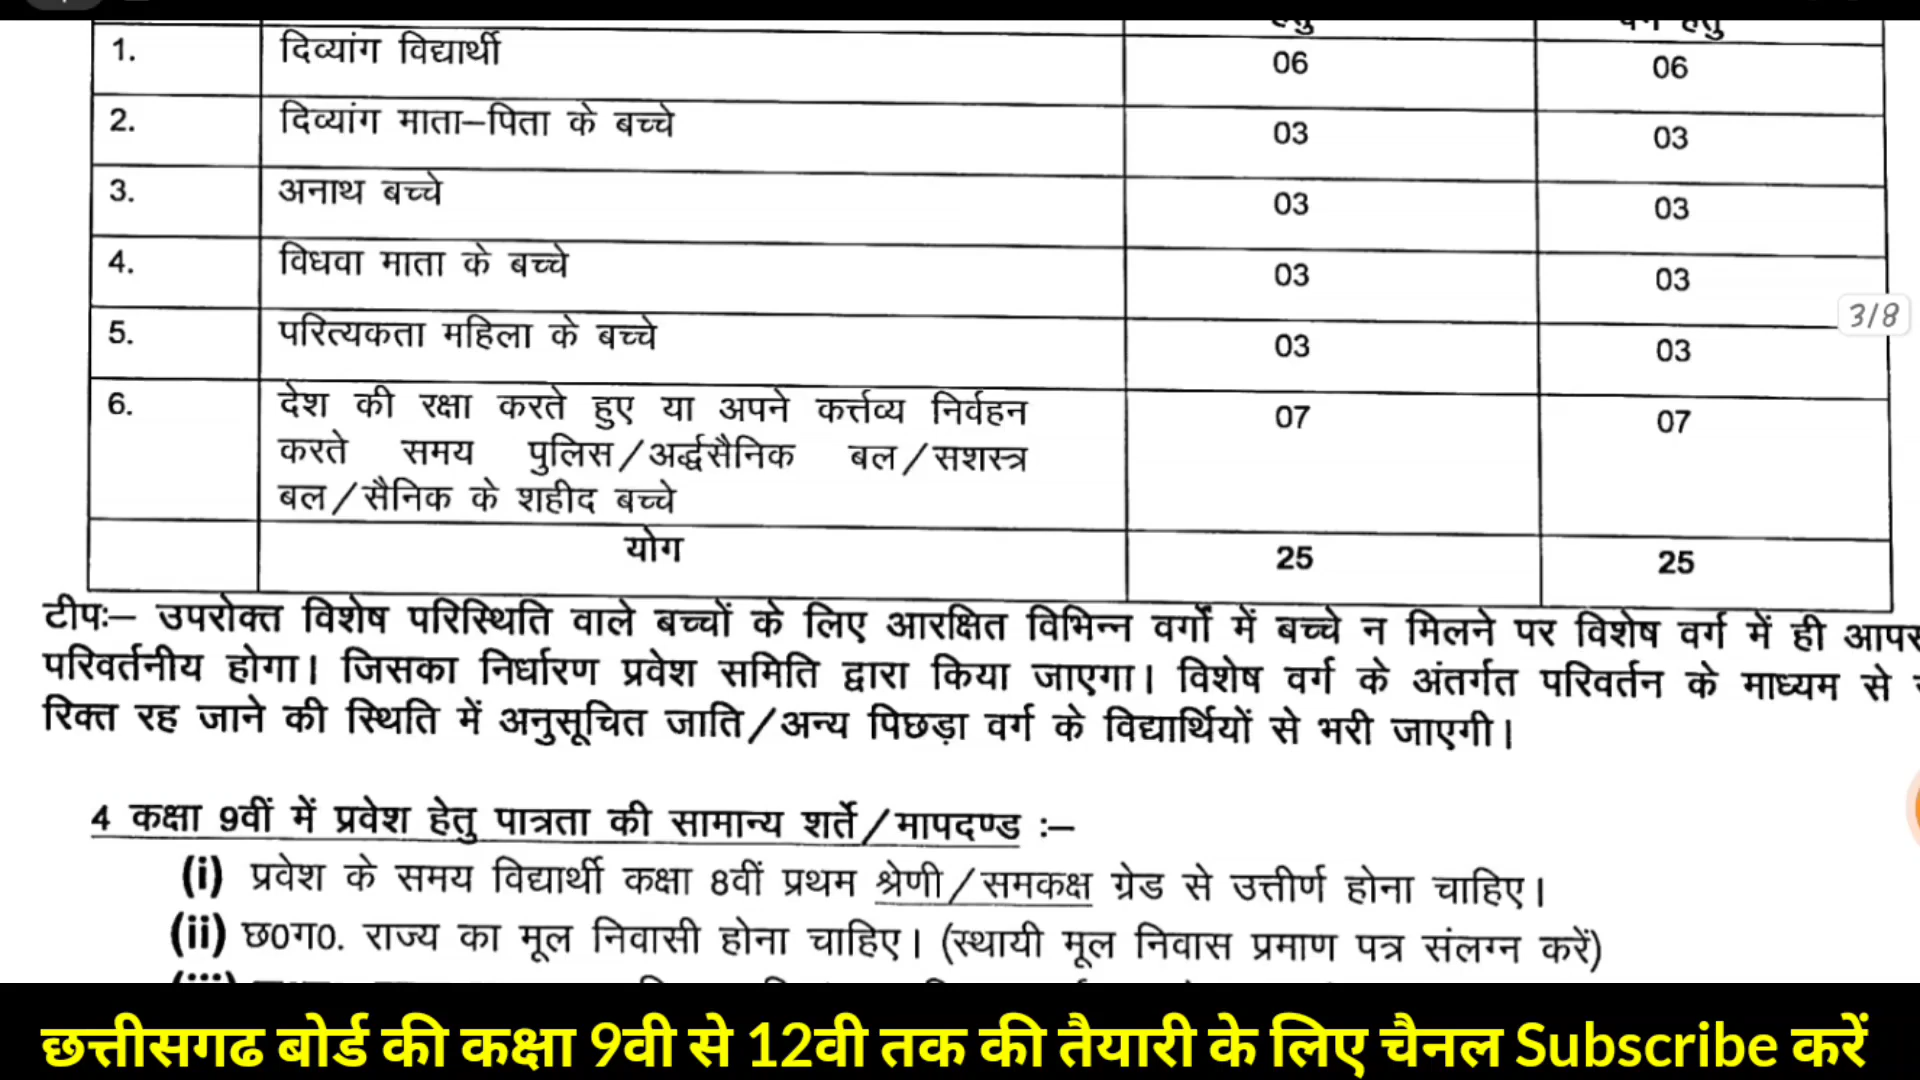 हेतु वर्ग हेतु
1. दिव्यांग विद्यार्थी 06 06
2. दिव्यांग माता–पिता के बच्चे 03 03
3. अनाथ बच्चे 03 03
4. विधवा माता के बच्चे 03 03
5. परित्यकता महिला के बच्चे 03 03
6. देश की रक्षा करते हुए या अपने कर्त्तव्य निर्वहन 07 07
करते समय पुलिस/अर्द्धसैनिक बल/सशस्त्र
बल/सैनिक के शहीद बच्चे
योग 25 25
3/8
टीपः– उपरोक्त विशेष परिस्थिति वाले बच्चों के लिए आरक्षित विभिन्न वर्गों में बच्चे न मिलने पर विशेष वर्ग में ही
परिवर्तनीय होगा। जिसका निर्धारण प्रवेश समिति द्वारा किया जाएगा। विशेष वर्ग के अंतर्गत परिवर्तन के माध्यम से
रिक्त रह जाने की स्थिति में अनुसूचित जाति/अन्य पिछड़ा वर्ग के विद्यार्थियों से भरी जाएगी।
4 कक्षा 9वीं में प्रवेश हेतु पात्रता की सामान्य शर्ते/मापदण्ड :–
(i) प्रवेश के समय विद्यार्थी कक्षा 8वीं प्रथम श्रेणी/समकक्ष ग्रेड से उत्तीर्ण होना चाहिए।
(ii) छ0ग0. राज्य का मूल निवासी होना चाहिए। (स्थायी मूल निवास प्रमाण पत्र संलग्न करें)
छत्तीसगढ बोर्ड की कक्षा 9वी से 12वी तक की तैयारी के लिए चैनल Subscribe करें